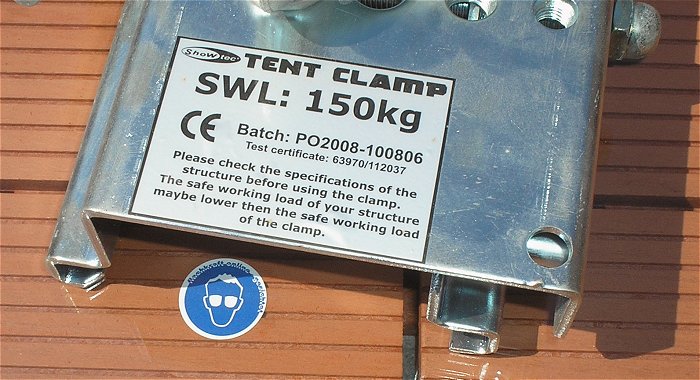 Showtec TENT CLAMP
SWL: 150kg
CE Batch: PO2008-100806
Test certificate: 63970/112037
Please check the specifications of the
structure before using the clamp.
The safe working load of your structure
maybe lower then the safe working load
of the clamp.